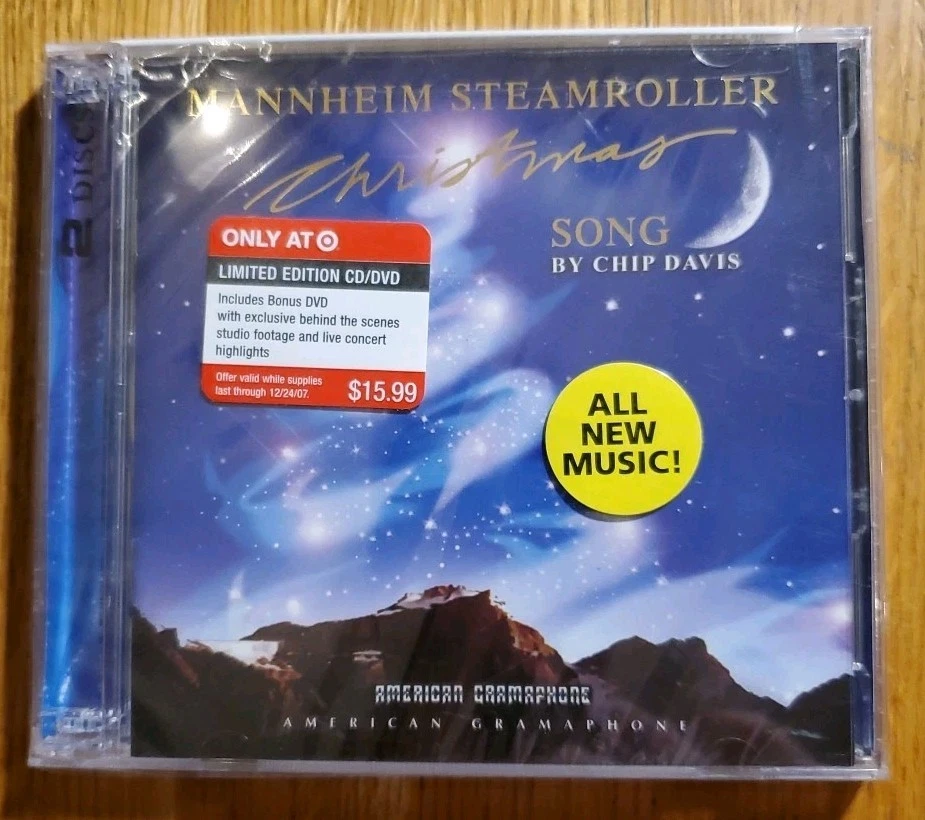 MANNHEIM STEAMROLLER
Christmas
SONG
BY CHIP DAVIS
2 DISCS
ONLY AT
LIMITED EDITION CD/DVD
Includes Bonus DVD
with exclusive behind the scenes
studio footage and live concert
highlights
Offer valid while supplies
last through 12/24/07.
$15.99
ALL
NEW
MUSIC!
AMERICAN GRAMAPHONE
AMERICAN GRAMAPHONE